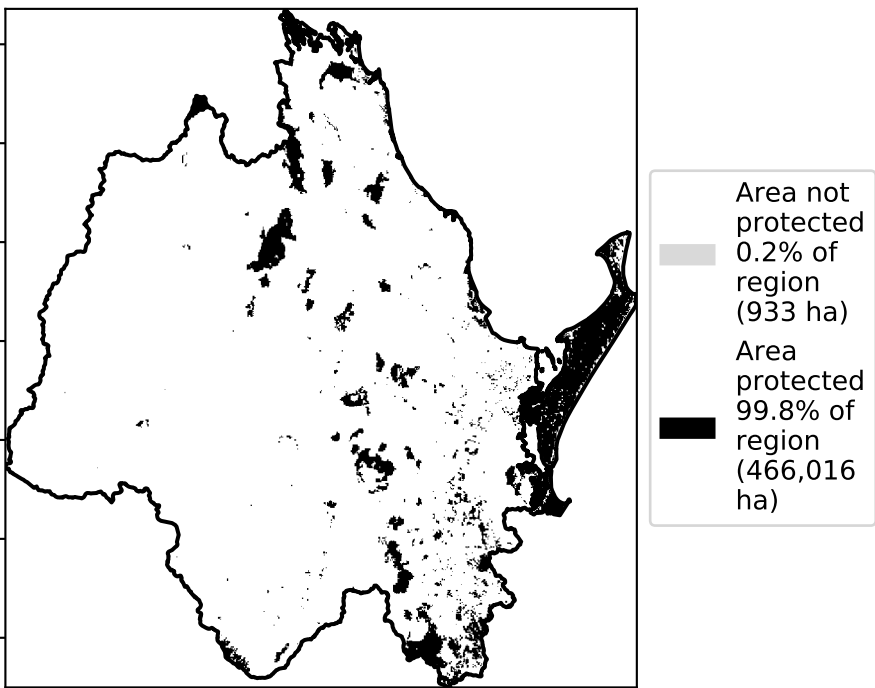 Area not
protected
0.2% of
region
(933 ha)
Area
protected
99.8% of
region
(466,016
ha)